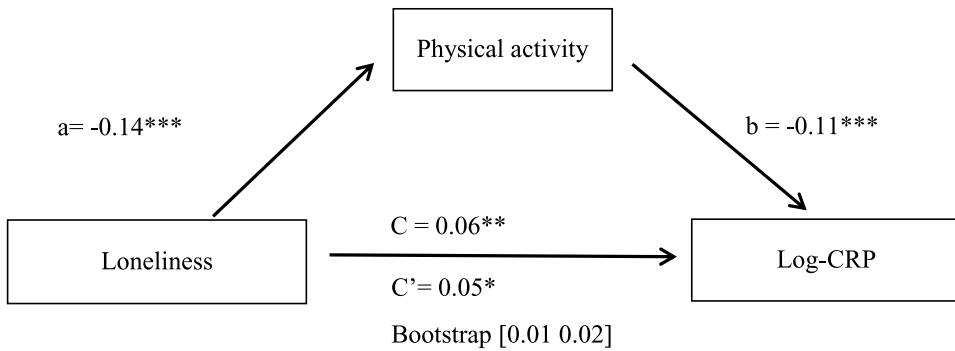 Physical activity
a= -0.14***
b = -0.11***
C = 0.06**
Loneliness
Log-CRP
C’= 0.05*
Bootstrap [0.01 0.02]